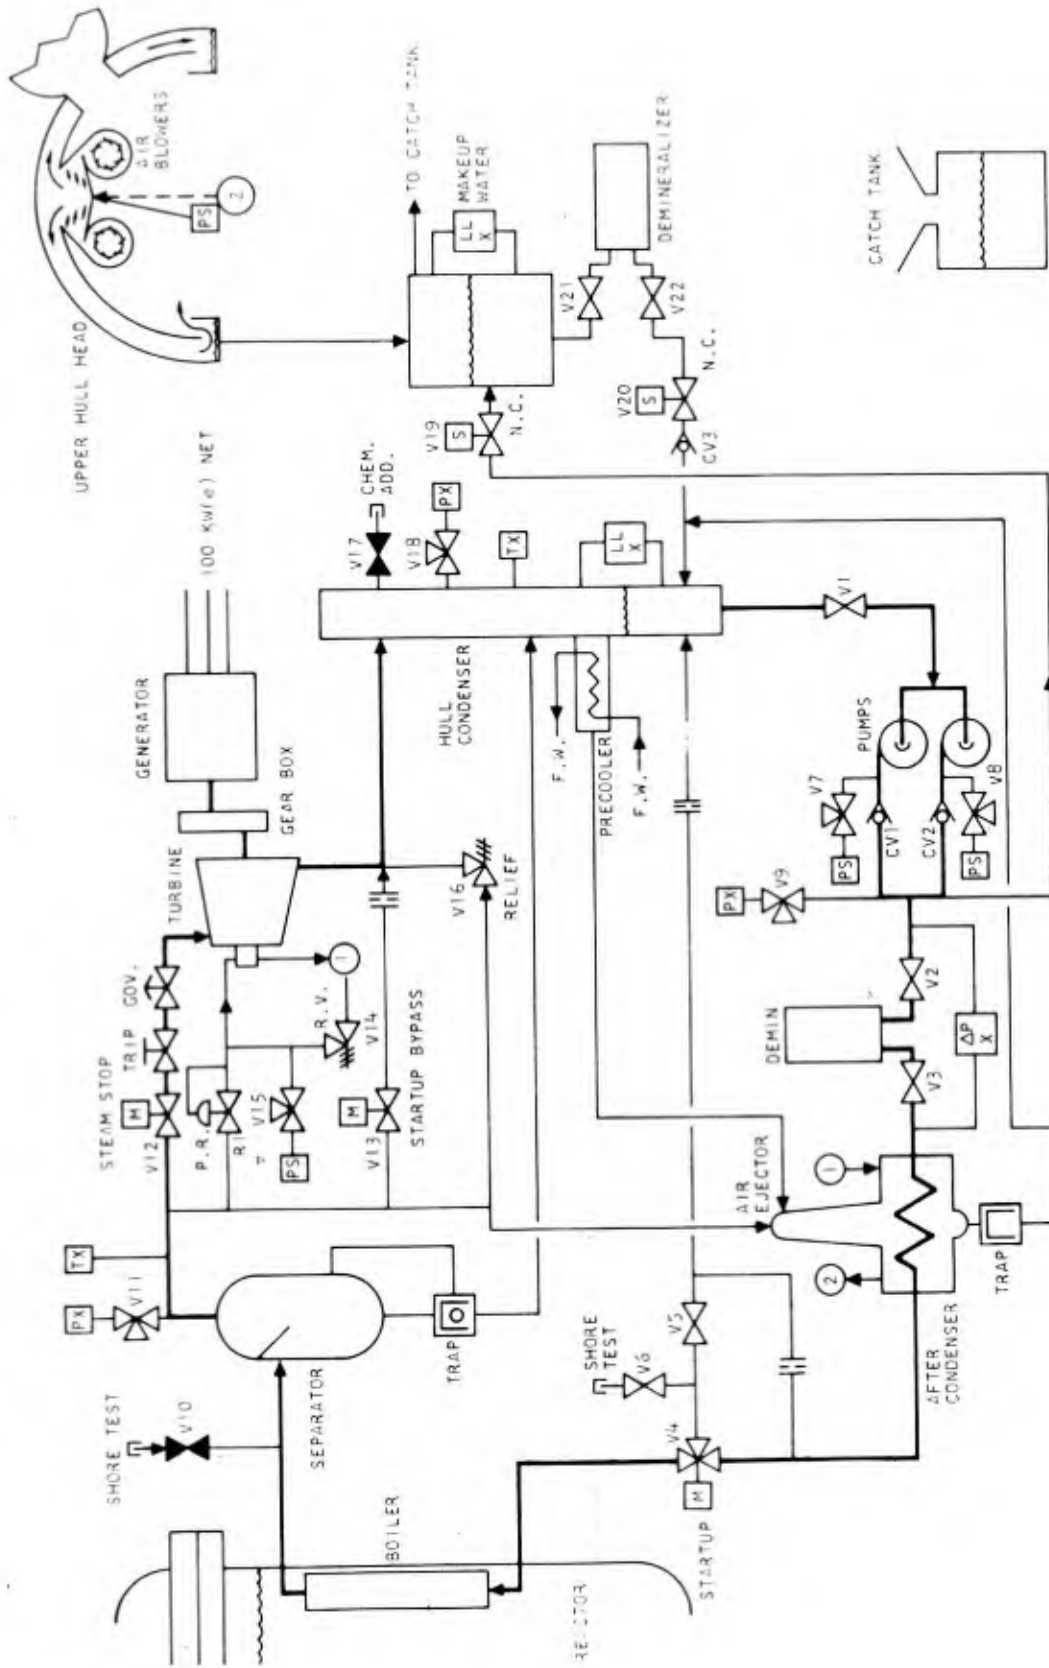 UPPER HULL HEAD
AIR
BLOWERS
PS
2
TO CATCH TANK
LL
X
MAKEUP
WATER
DEMINERALIZER
V21
V22
N.C.
V20
S
CV3
V19
S
N.C.
CATCH TANK
100 KW(e) NET
GENERATOR
GEAR BOX
TURBINE
GOV.
TRIP
STEAM STOP
M
V12
P.R.
R1
V15
PS
R.V.
V14
1
M
V13
STARTUP BYPASS
V16
RELIEF
V17
CHEM.
ADD.
V18
PX
TX
LL
X
HULL
CONDENSER
F.W.
F.W.
PRECOOLER
V1
PUMPS
V7
PS
CV1
CV2
V8
PS
PX
V9
V2
DEMIN
V3
ΔP
X
AIR
EJECTOR
1
2
TRAP
AFTER
CONDENSER
TX
PX
V11
SEPARATOR
TRAP
SHORE TEST
V10
SHORE
TEST
V6
V5
V4
M
STARTUP
BOILER